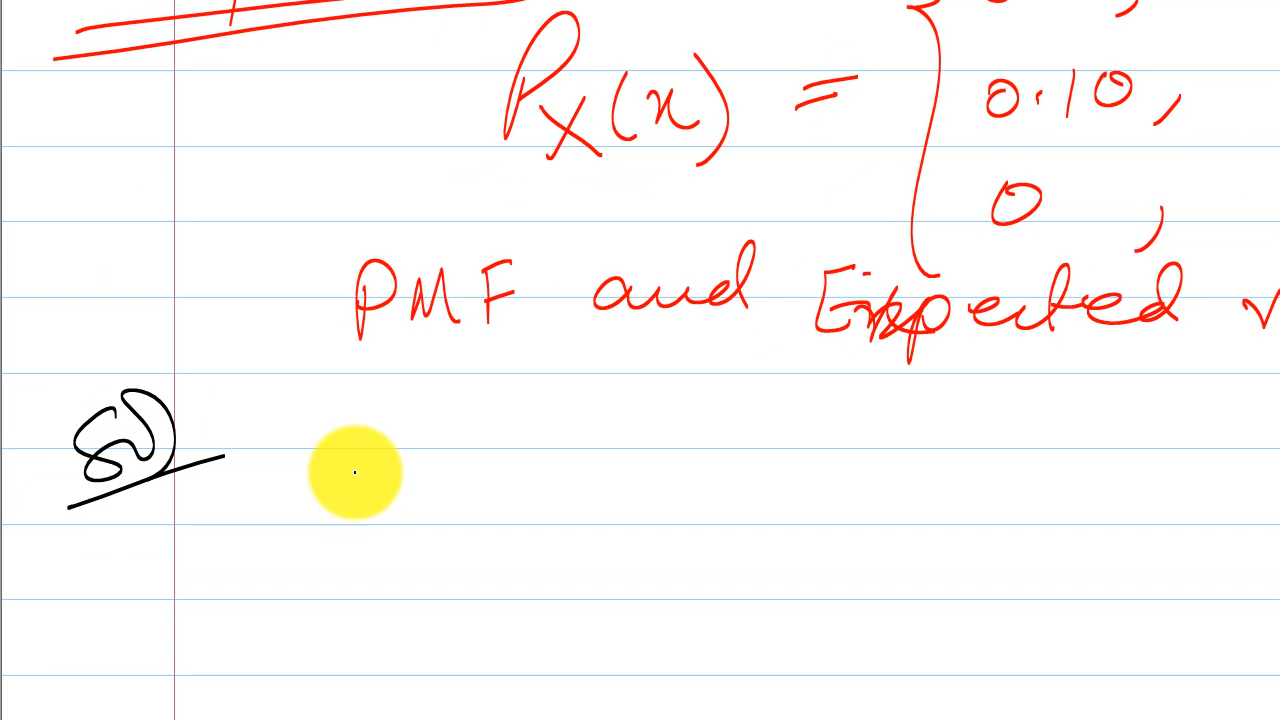 P_X(x) = { 0.10 ,
0 ,
PMF and Expected v
Sol